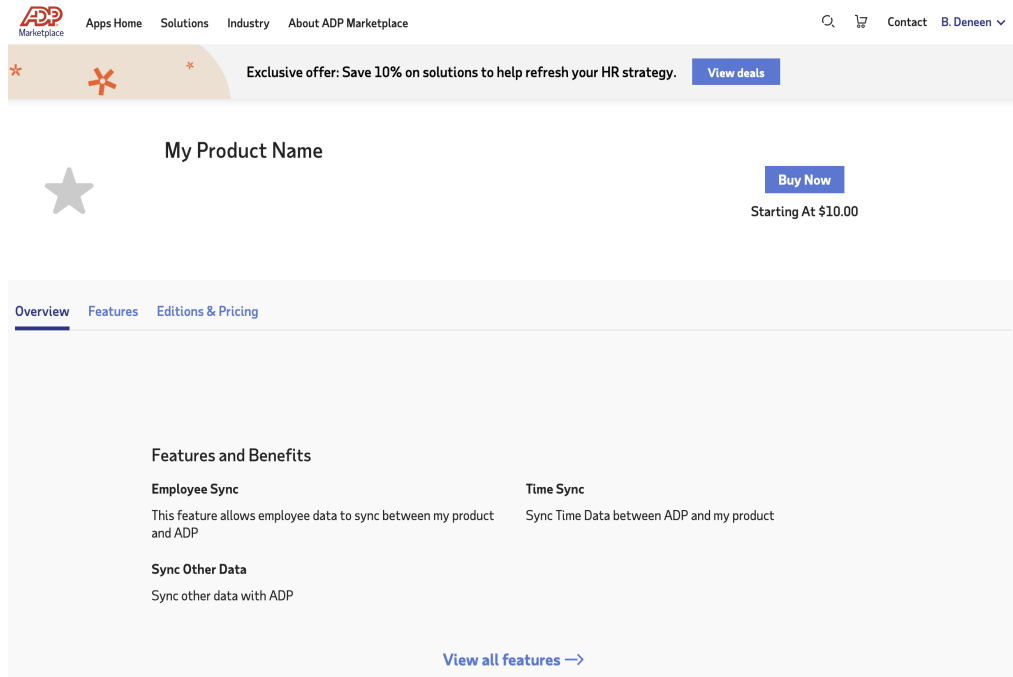 ADP
Marketplace
Apps Home
Solutions
Industry
About ADP Marketplace
Contact
B. Deneen
Exclusive offer: Save 10% on solutions to help refresh your HR strategy.
View deals
My Product Name
Buy Now
Starting At $10.00
Overview
Features
Editions & Pricing
Features and Benefits
Employee Sync
This feature allows employee data to sync between my product
and ADP
Time Sync
Sync Time Data between ADP and my product
Sync Other Data
Sync other data with ADP
View all features